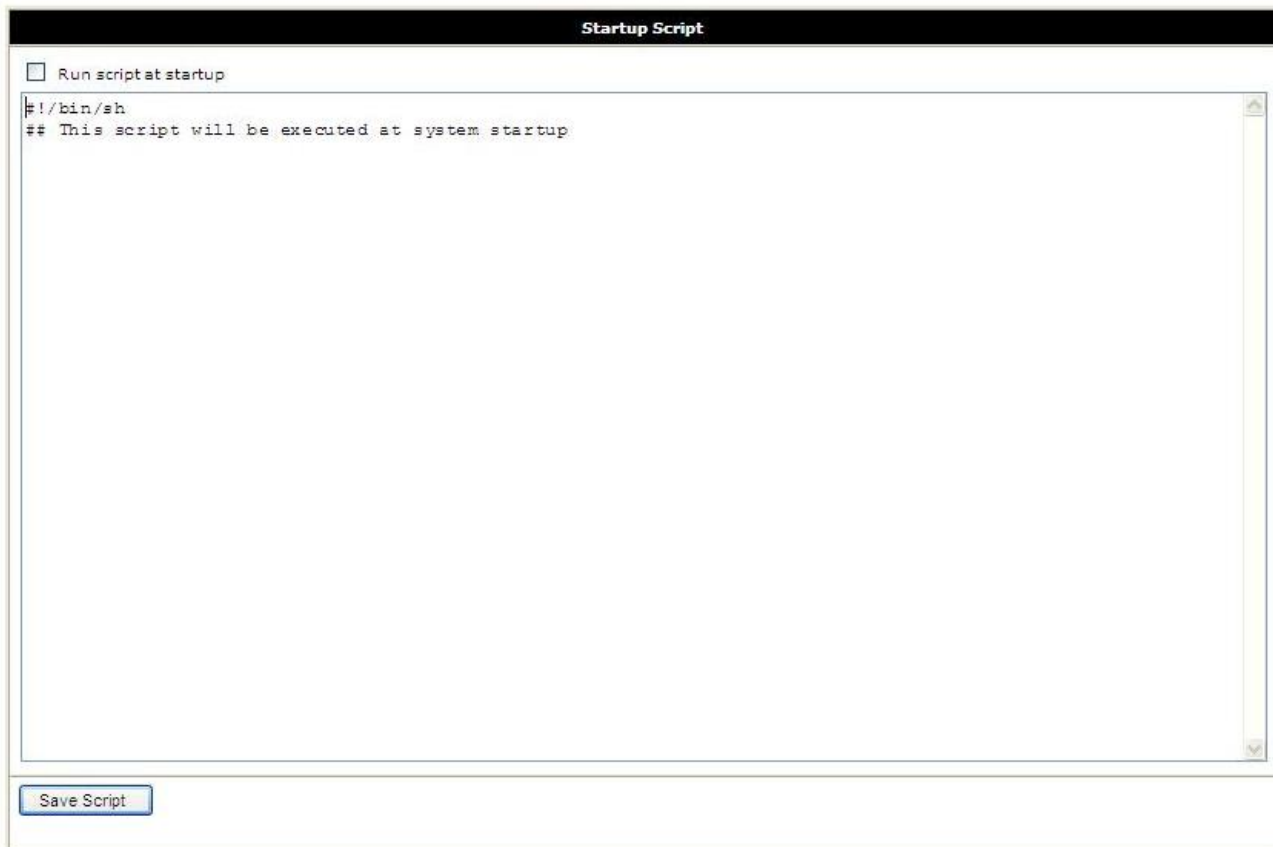 Startup Script
Run script at startup
#!/bin/sh
## This script will be executed at system startup
Save Script